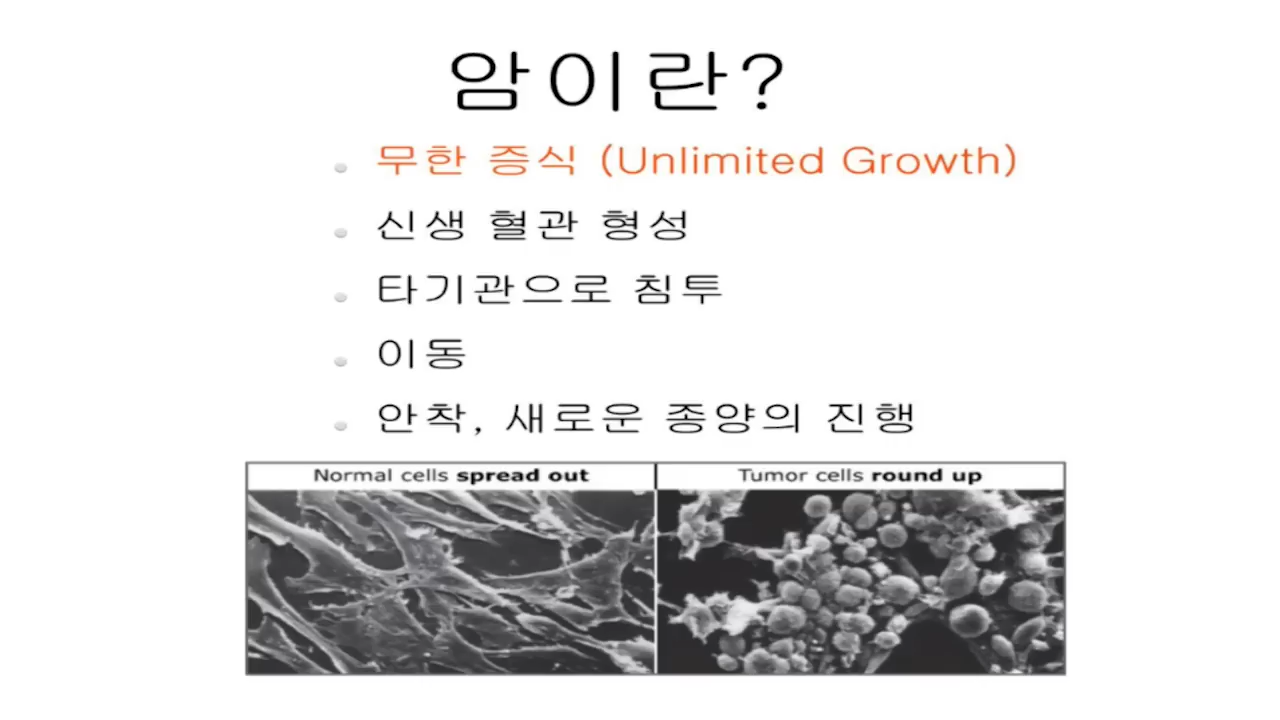 암이란?
무한 증식 (Unlimited Growth)
신생 혈관 형성
타기관으로 침투
이동
안착, 새로운 종양의 진행
Normal cells spread out
Tumor cells round up